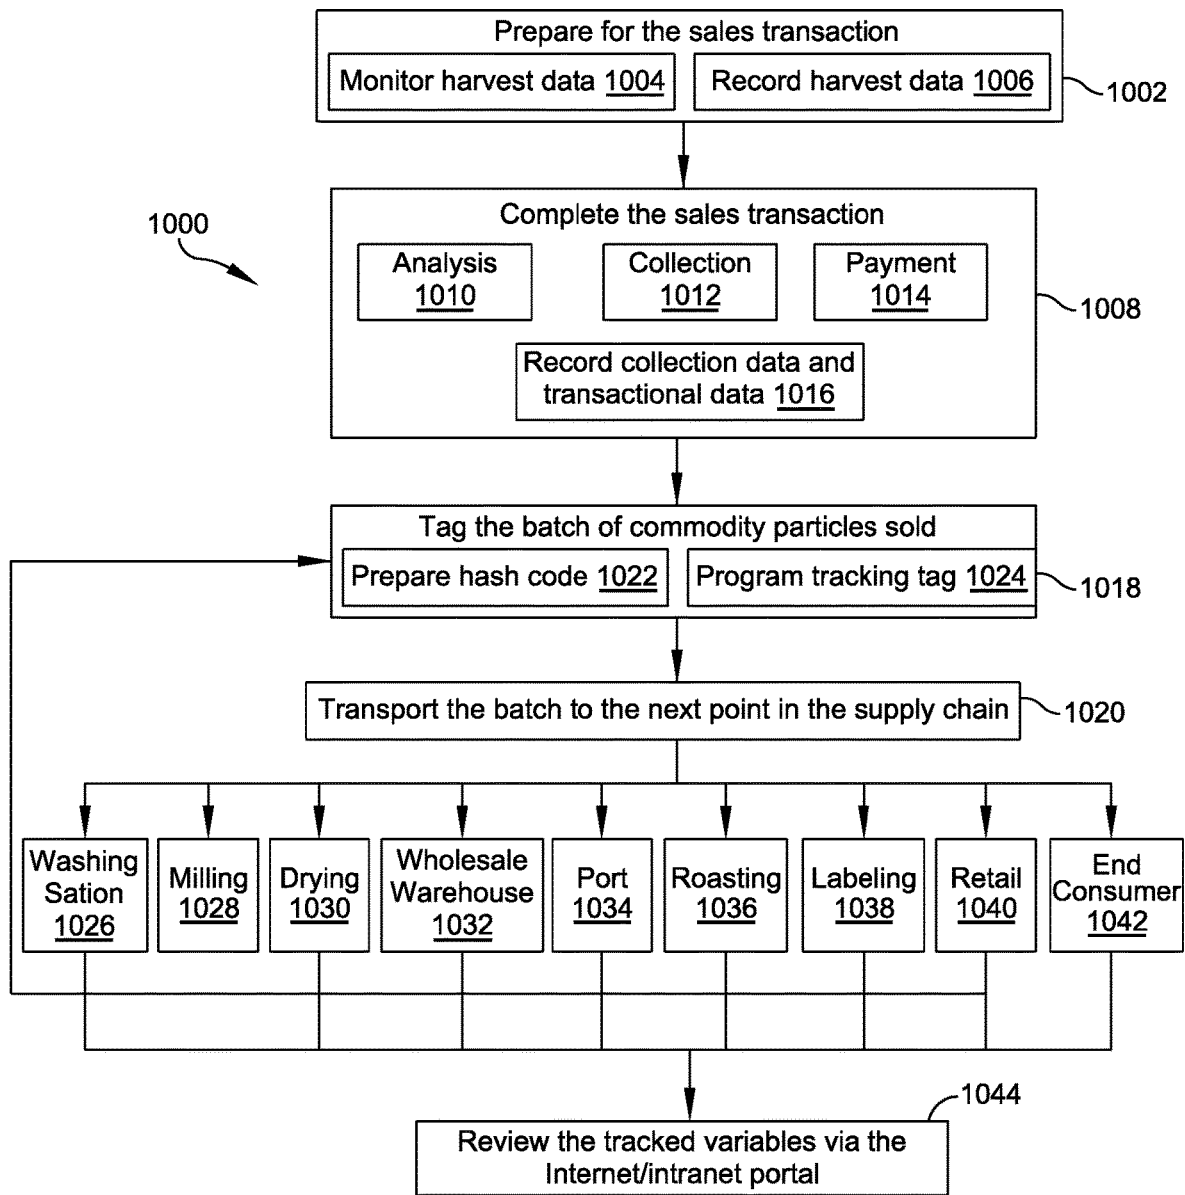 Prepare for the sales transaction
Monitor harvest data 1004
Record harvest data 1006
1002
1000
Complete the sales transaction
Analysis
1010
Collection
1012
Payment
1014
1008
Record collection data and
transactional data 1016
Tag the batch of commodity particles sold
Prepare hash code 1022
Program tracking tag 1024
1018
Transport the batch to the next point in the supply chain
1020
Washing
Sation
1026
Milling
1028
Drying
1030
Wholesale
Warehouse
1032
Port
1034
Roasting
1036
Labeling
1038
Retail
1040
End
Consumer
1042
1044
Review the tracked variables via the
Internet/intranet portal